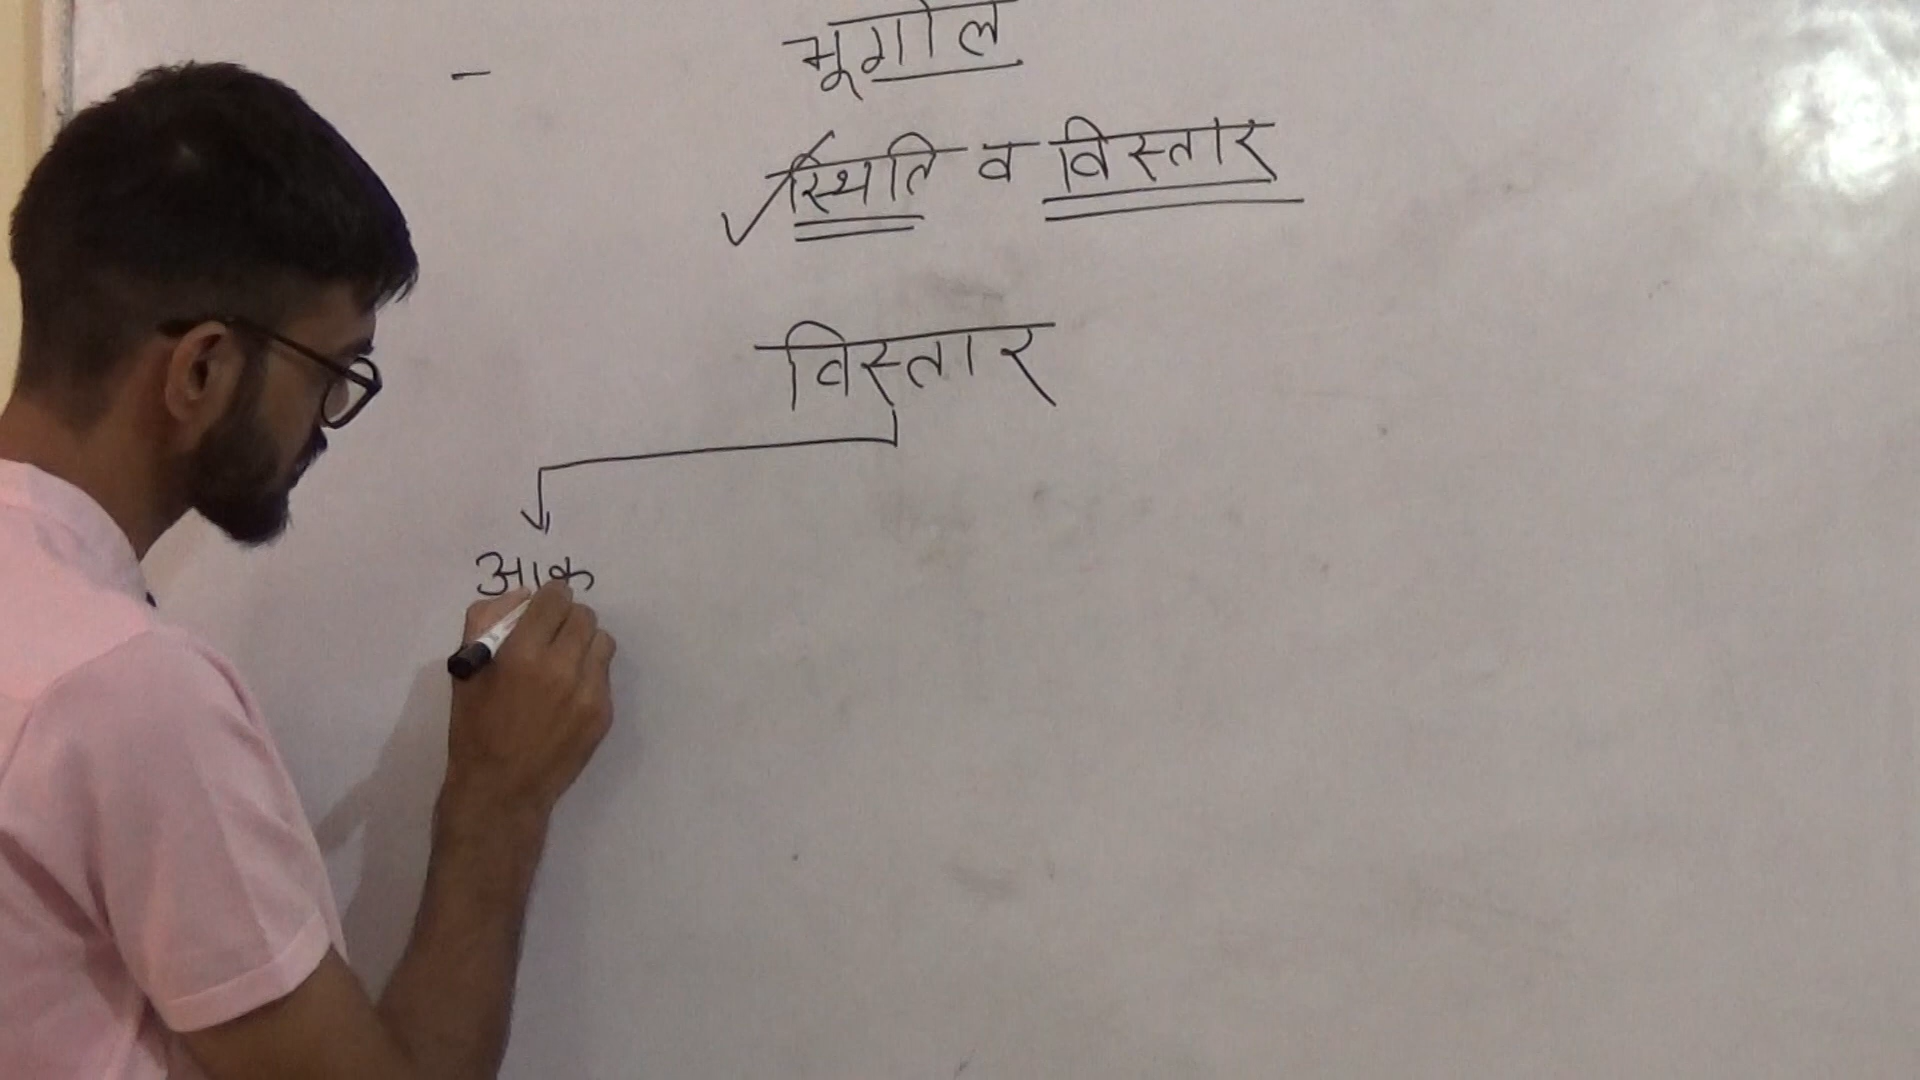 भूगोल
स्थिति व विस्तार
विस्तार
आक